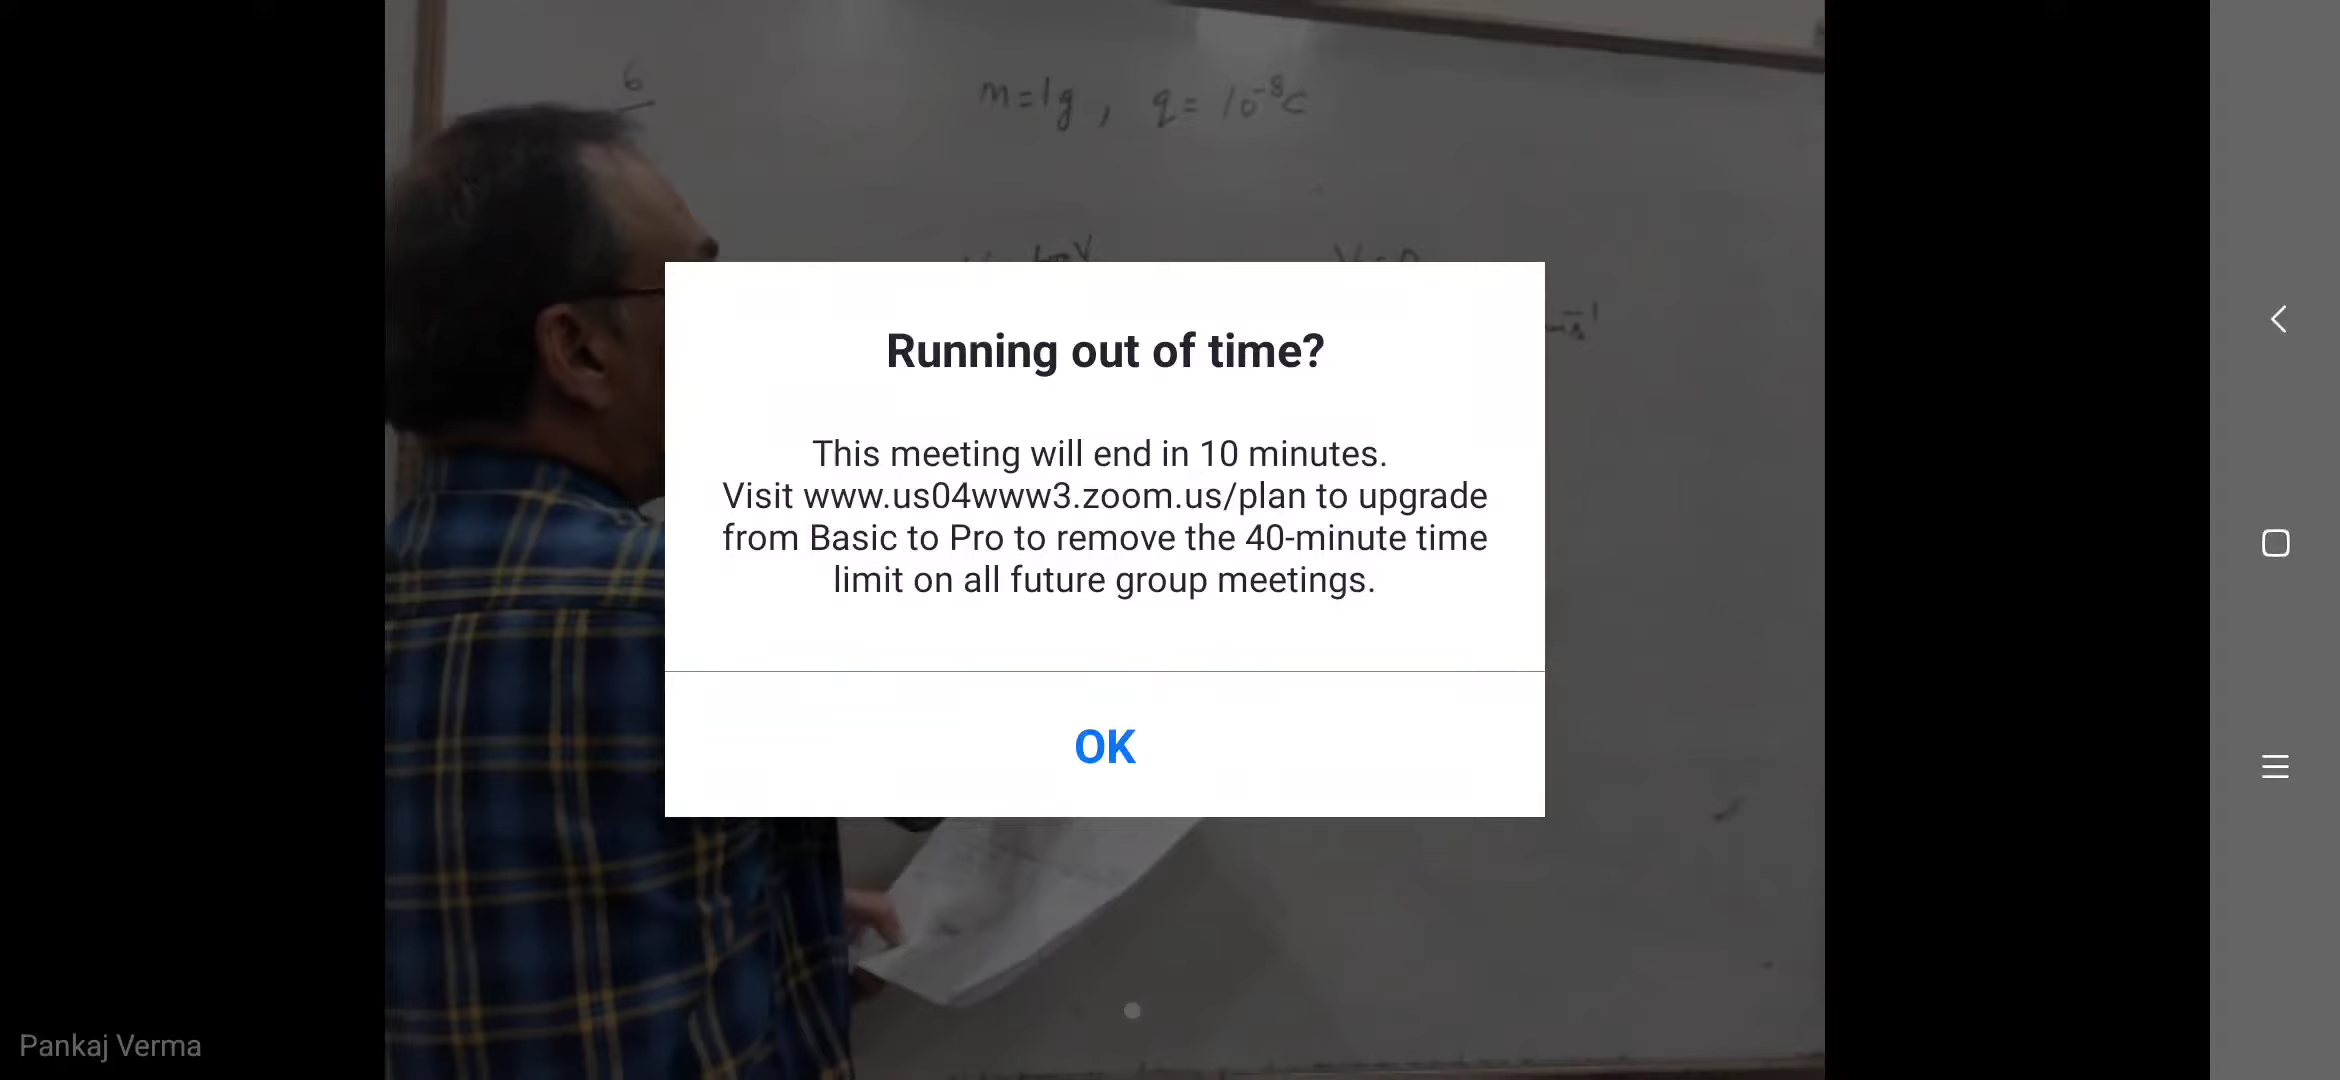 6
m=1g, q= 10⁻⁸C
Running out of time?
This meeting will end in 10 minutes.
Visit www.us04www3.zoom.us/plan to upgrade
from Basic to Pro to remove the 40-minute time
limit on all future group meetings.
OK
Pankaj Verma